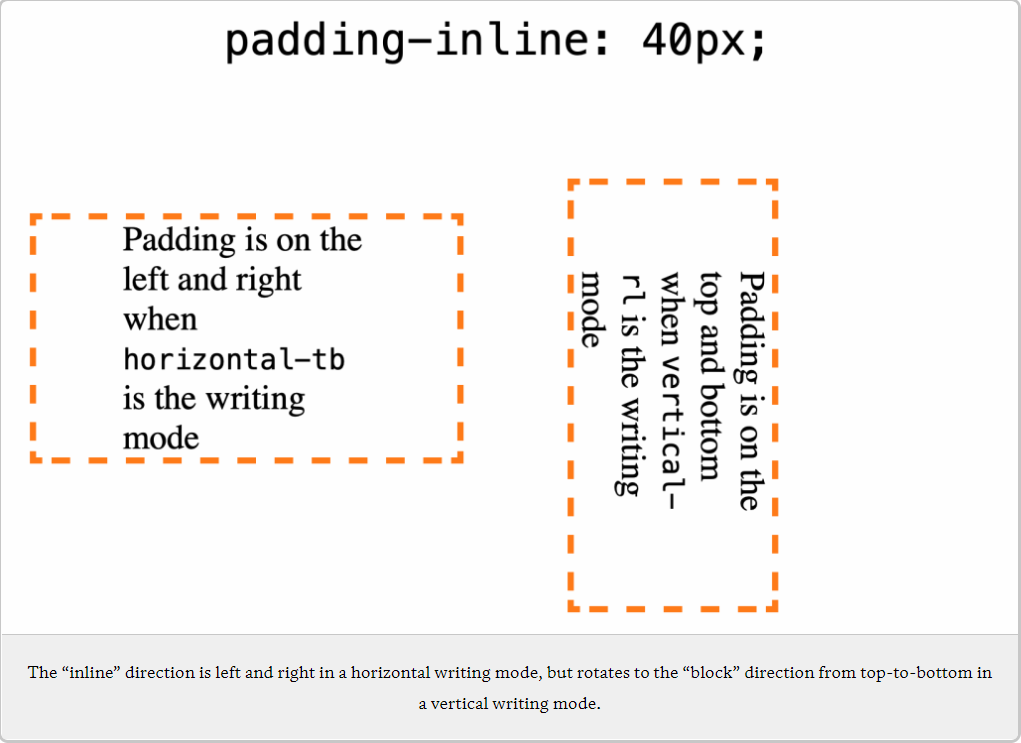 padding-inline: 40px;
Padding is on the
left and right
when
horizontal-tb
is the writing
mode
Padding is on the
top and bottom
when vertical-
rl is the writing
mode
The “inline” direction is left and right in a horizontal writing mode, but rotates to the “block” direction from top-to-bottom in
a vertical writing mode.